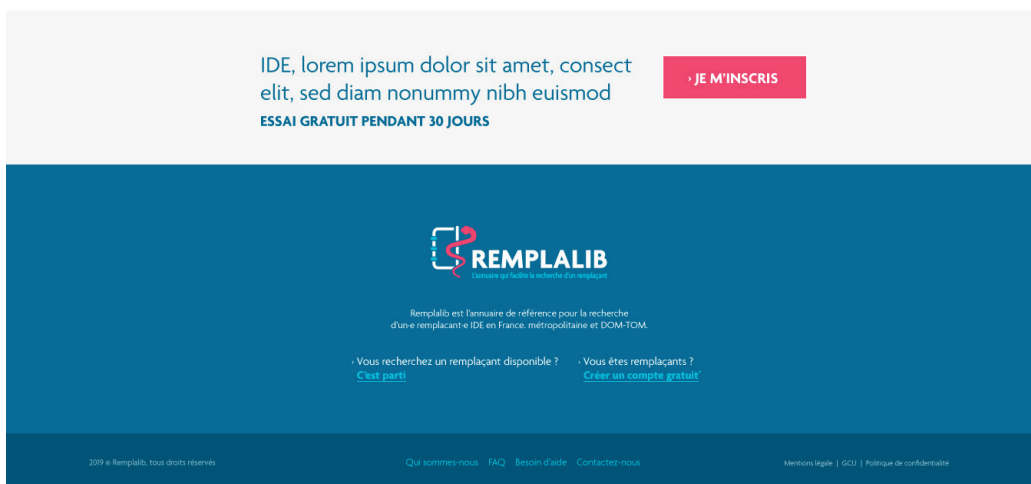 IDE, lorem ipsum dolor sit amet, consect
elit, sed diam nonummy nibh euismod
ESSAI GRATUIT PENDANT 30 JOURS
› JE M'INSCRIS
REMPLALIB
L'annuaire qui facilite la recherche d'un remplaçant
Remplalib est l'annuaire de référence pour la recherche
d'un·e remplacant·e IDE en France. métropolitaine et DOM-TOM.
› Vous recherchez un remplaçant disponible ?
C'est parti
› Vous êtes remplaçants ?
Créer un compte gratuit*
2019 © Remplalib, tous droits réservés
Qui sommes-nous FAQ Besoin d'aide Contactez-nous
Mentions légale | GCU | Politique de confidentialité